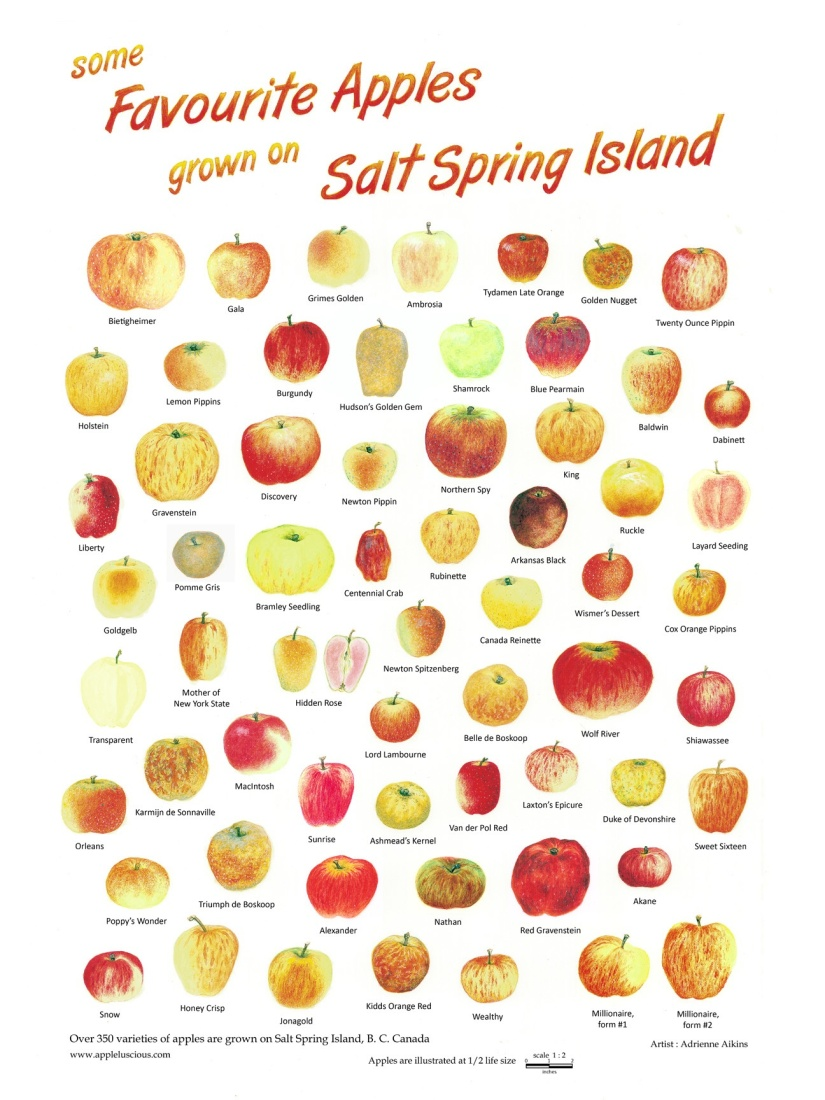 some
Favourite Apples
grown on
Salt Spring Island
Bietigheimer
Gala
Grimes Golden
Ambrosia
Tydamen Late Orange
Golden Nugget
Twenty Ounce Pippin
Holstein
Lemon Pippins
Burgundy
Hudson's Golden Gem
Shamrock
Blue Pearmain
Baldwin
Dabinett
Gravenstein
Discovery
Newton Pippin
Northern Spy
King
Ruckle
Layard Seeding
Liberty
Pomme Gris
Bramley Seedling
Centennial Crab
Rubinette
Arkansas Black
Wismer's Dessert
Cox Orange Pippins
Goldgelb
Mother of
New York State
Hidden Rose
Newton Spitzenberg
Canada Reinette
Transparent
MacIntosh
Lord Lambourne
Belle de Boskoop
Wolf River
Shiawassee
Orleans
Karmijn de Sonnaville
Sunrise
Ashmead's Kernel
Van der Pol Red
Laxton's Epicure
Duke of Devonshire
Sweet Sixteen
Poppy's Wonder
Triumph de Boskoop
Alexander
Nathan
Red Gravenstein
Akane
Snow
Honey Crisp
Jonagold
Kidds Orange Red
Wealthy
Millionaire,
form #1
Millionaire,
form #2
Over 350 varieties of apples are grown on Salt Spring Island, B. C. Canada
www.appleluscious.com
Apples are illustrated at 1/2 life size
scale 1 : 2
0 1 2
inches
Artist : Adrienne Aikins